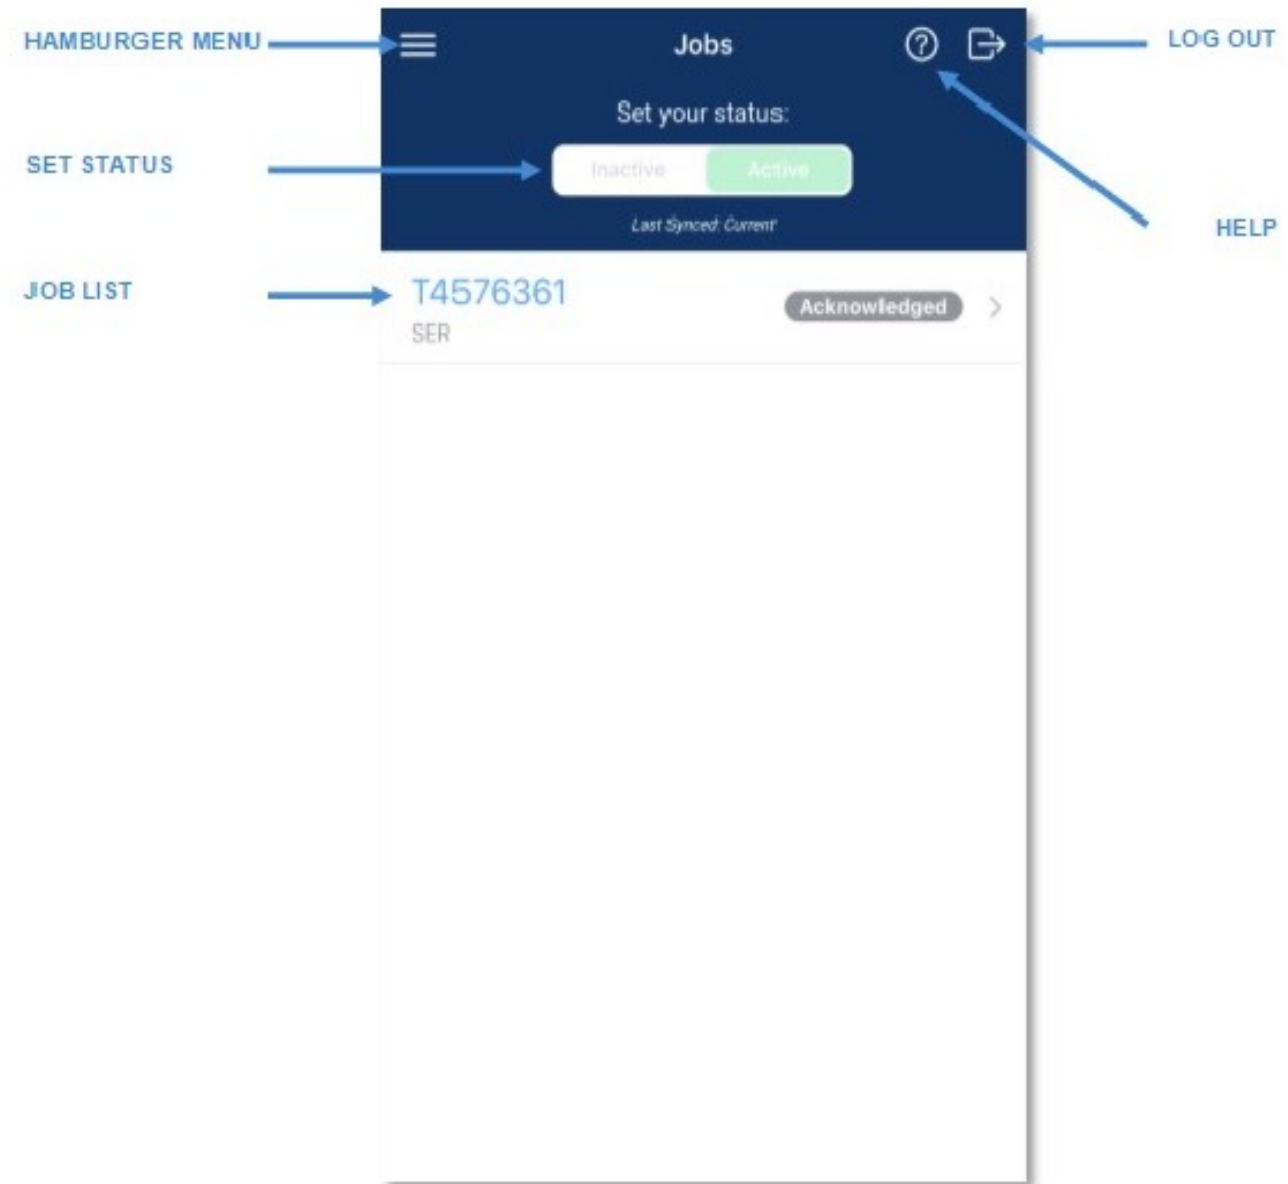 HAMBURGER MENU
Jobs
LOG OUT
Set your status:
SET STATUS
Inactive Active
Last Synced: Current
HELP
JOB LIST
T4576361
Acknowledged
SER